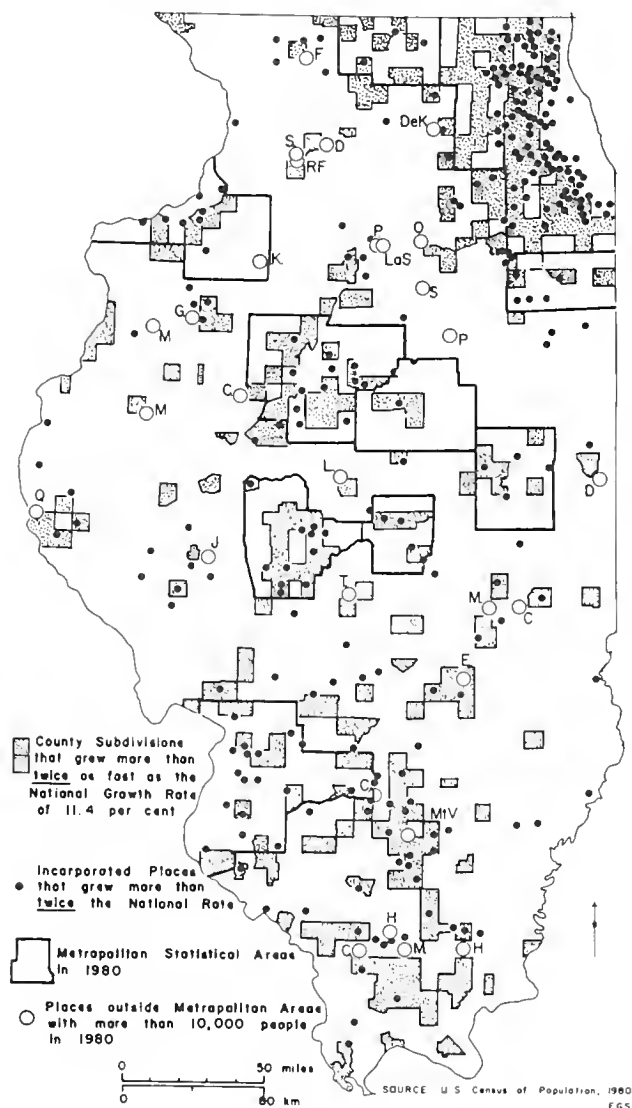 F
DeK
S
D
RF
P
O
LaS
K
S
G
M
P
C
M
L
D
Q
J
T
M
C
E
C
MtV
H
C
M
H
County Subdivisions
that grew more than
twice as fast as the
National Growth Rate
of 11.4 per cent
Incorporated Places
that grew more than
twice the National Rate
Metropolitan Statistical Areas
in 1980
Places outside Metropolitan Areas
with more than 10,000 people
in 1980
0 50 miles
0 80 km
SOURCE U.S. Census of Population, 1980
EGS